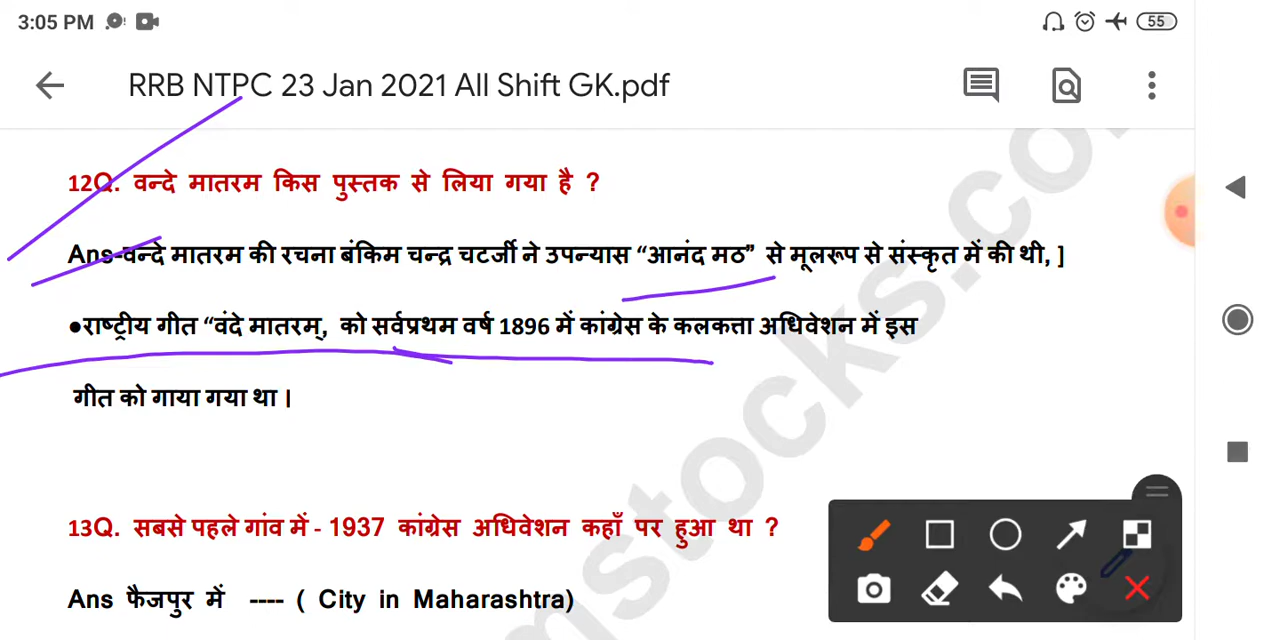 3:05 PM
55
RRB NTPC 23 Jan 2021 All Shift GK.pdf
12Q. वन्दे मातरम किस पुस्तक से लिया गया है ?
Ans-वन्दे मातरम की रचना बंकिम चन्द्र चटर्जी ने उपन्यास “आनंद मठ” से मूलरूप से संस्कृत में की थी, ]
●राष्ट्रीय गीत “वंदे मातरम्, को सर्वप्रथम वर्ष 1896 में कांग्रेस के कलकत्ता अधिवेशन में इस
गीत को गाया गया था ।
13Q. सबसे पहले गांव में - 1937 कांग्रेस अधिवेशन कहाँ पर हुआ था ?
Ans फैजपुर में ---- ( City in Maharashtra)
mstocks.co